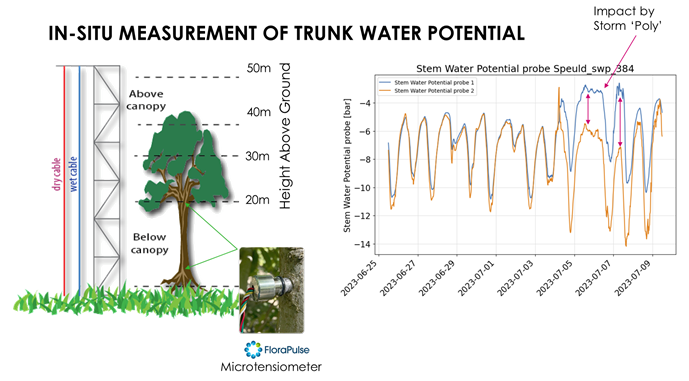 IN-SITU MEASUREMENT OF TRUNK WATER POTENTIAL
Impact by
Storm ‘Poly’
50m
Above
canopy
40m
30m
20m
Below
canopy
Height Above Ground
dry cable
wet cable
FloraPulse
Microtensiometer
Stem Water Potential probe Speuld_swp_384
Stem Water Potential probe 1
Stem Water Potential probe 2
Stem Water Potential probe [bar]
−4
−6
−8
−10
−12
−14
2023-06-25
2023-06-27
2023-06-29
2023-07-01
2023-07-03
2023-07-05
2023-07-07
2023-07-09